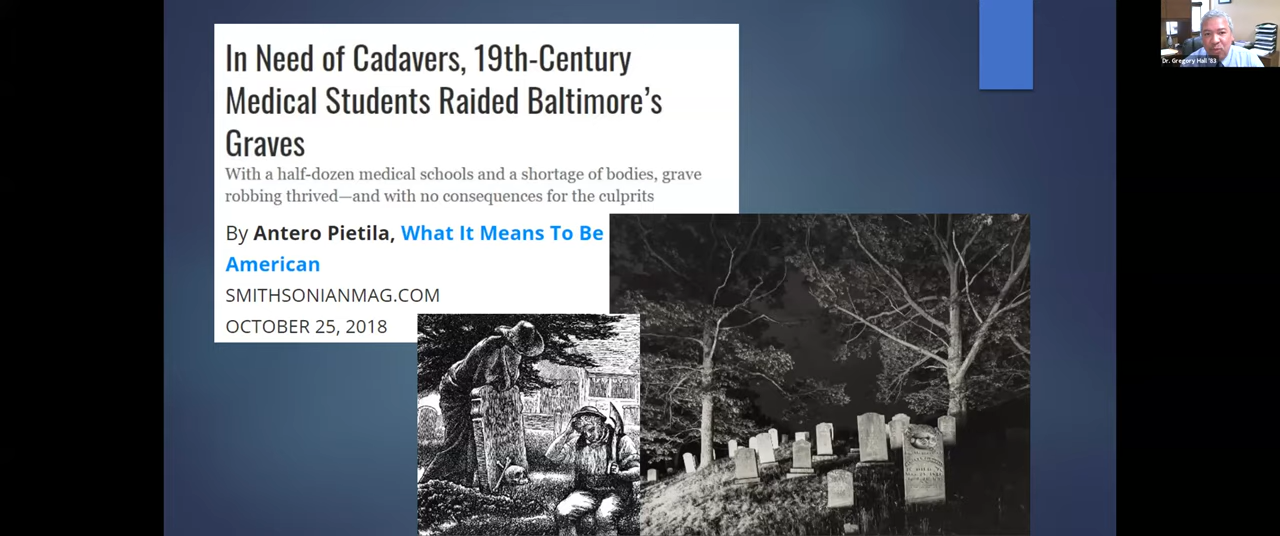 In Need of Cadavers, 19th-Century
Medical Students Raided Baltimore's
Graves
With a half-dozen medical schools and a shortage of bodies, grave
robbing thrived—and with no consequences for the culprits
By Antero Pietila, What It Means To Be
American
SMITHSONIANMAG.COM
OCTOBER 25, 2018
Dr. Gregory Hall '83